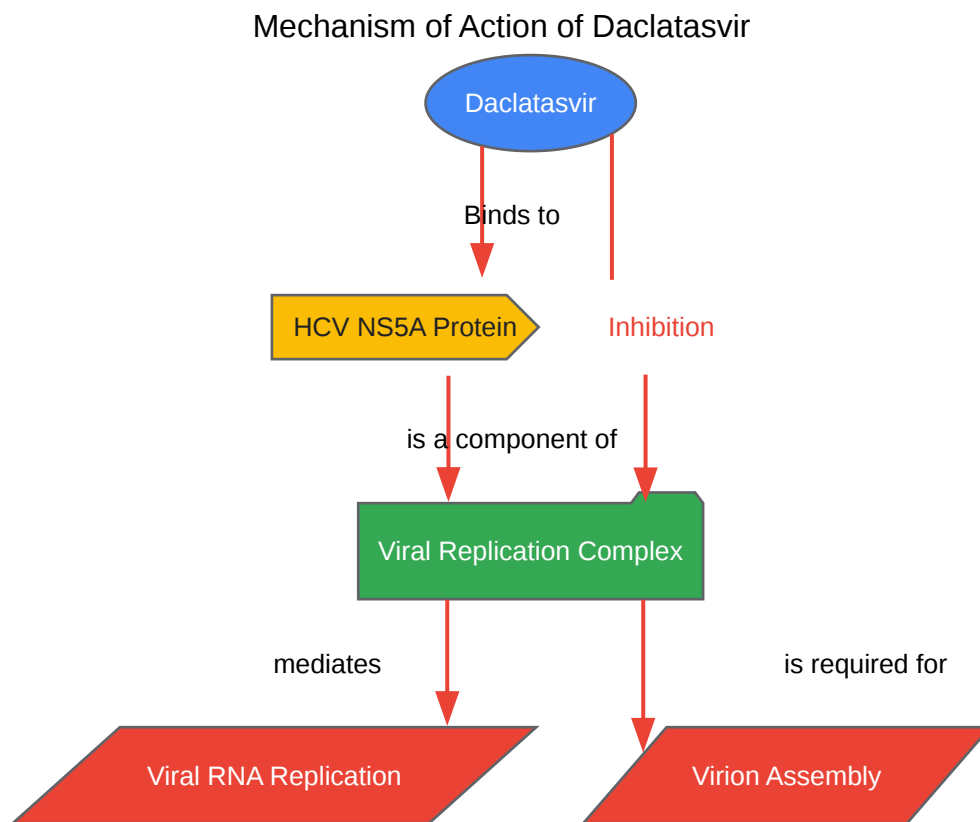 Mechanism of Action of Daclatasvir
Daclatasvir
Binds to
HCV NS5A Protein
Inhibition
is a component of
Viral Replication Complex
mediates
is required for
Viral RNA Replication
Virion Assembly